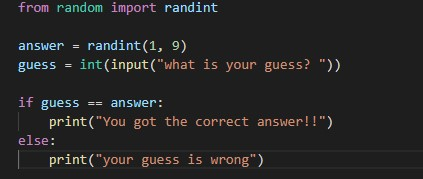 from random import randint
answer = randint(1, 9)
guess = int(input("what is your guess? "))
if guess == answer:
    print("You got the correct answer!!")
else:
    print("your guess is wrong")